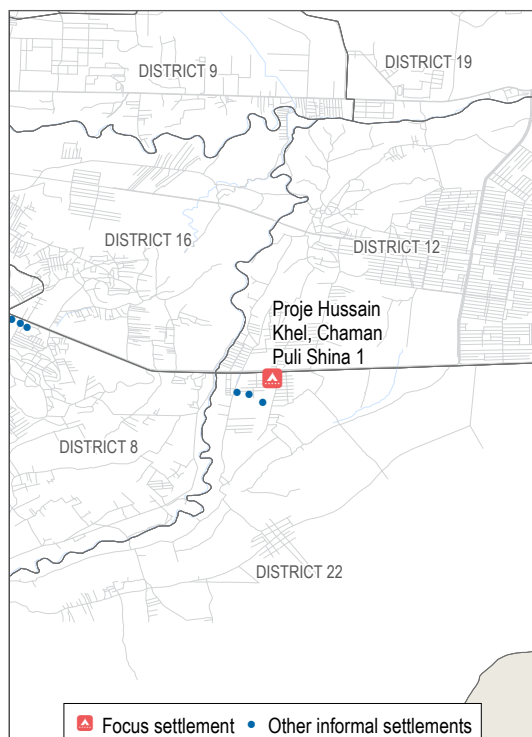 DISTRICT 9
DISTRICT 19
DISTRICT 16
DISTRICT 12
Proje Hussain
Khel, Chaman
Puli Shina 1
DISTRICT 8
DISTRICT 22
Focus settlement
Other informal settlements